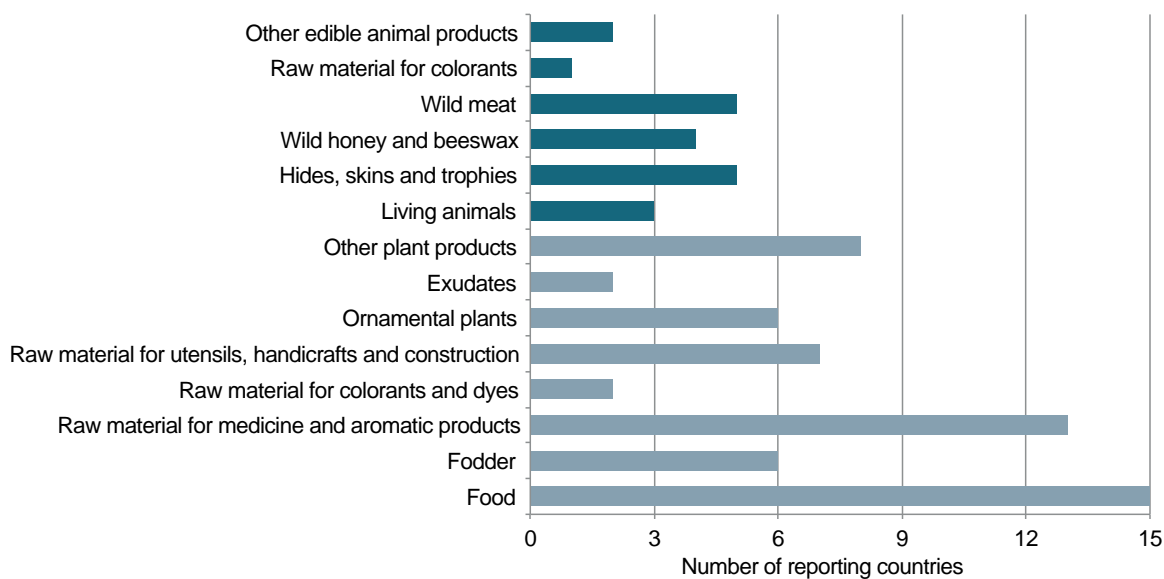 Other edible animal products
Raw material for colorants
Wild meat
Wild honey and beeswax
Hides, skins and trophies
Living animals
Other plant products
Exudates
Ornamental plants
Raw material for utensils, handicrafts and construction
Raw material for colorants and dyes
Raw material for medicine and aromatic products
Fodder
Food
0 3 6 9 12 15
Number of reporting countries